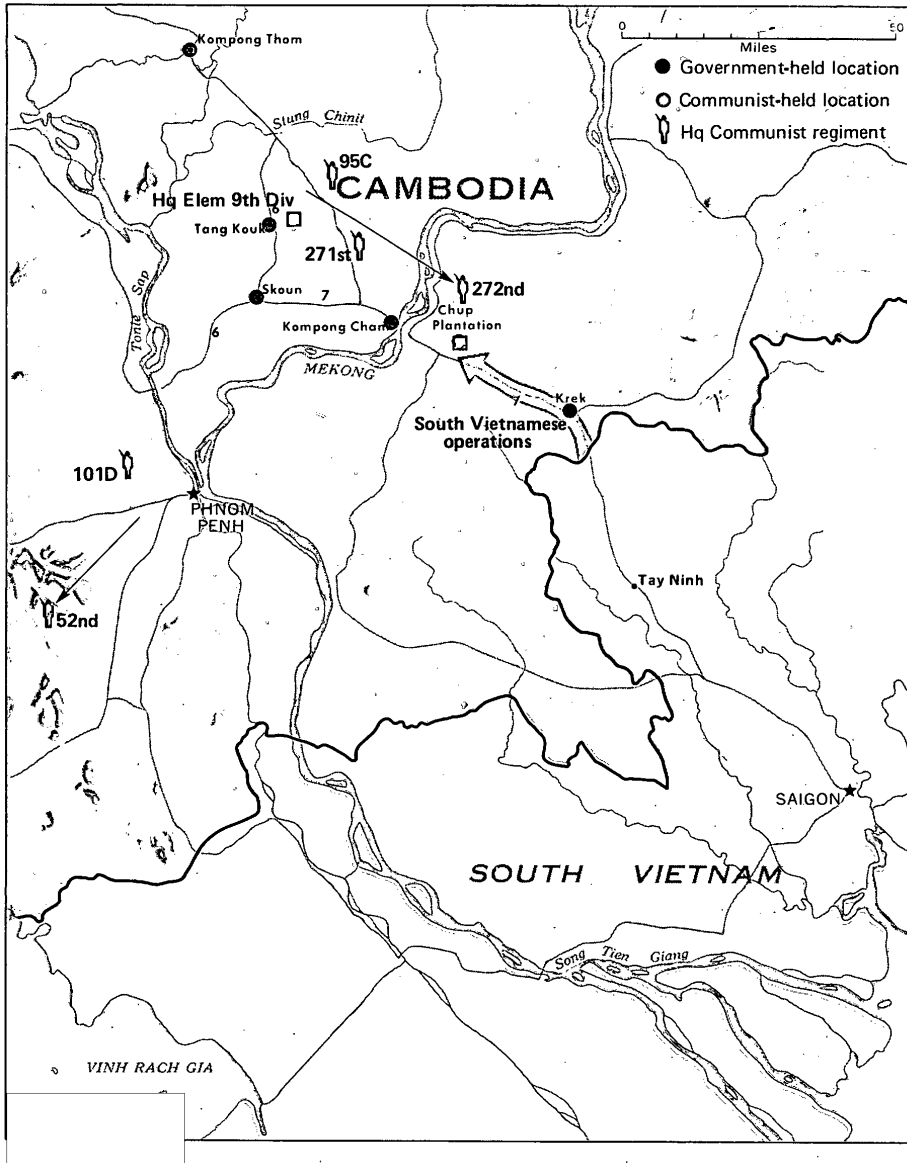 Kompong Thom
0 50
Miles
Government-held location
Communist-held location
Hq Communist regiment
Stung Chinit
95C
CAMBODIA
Hq Elem 9th Div
6
Tang Kouk
271st
272nd
Skoun
7
Chup
Plantation
Kompong Cham
Tonle Sap
6
MEKONG
7
Krek
South Vietnamese
operations
101D
PHNOM
PENH
52nd
Tay Ninh
SAIGON
SOUTH VIETNAM
Song Tien Giang
VINH RACH GIA